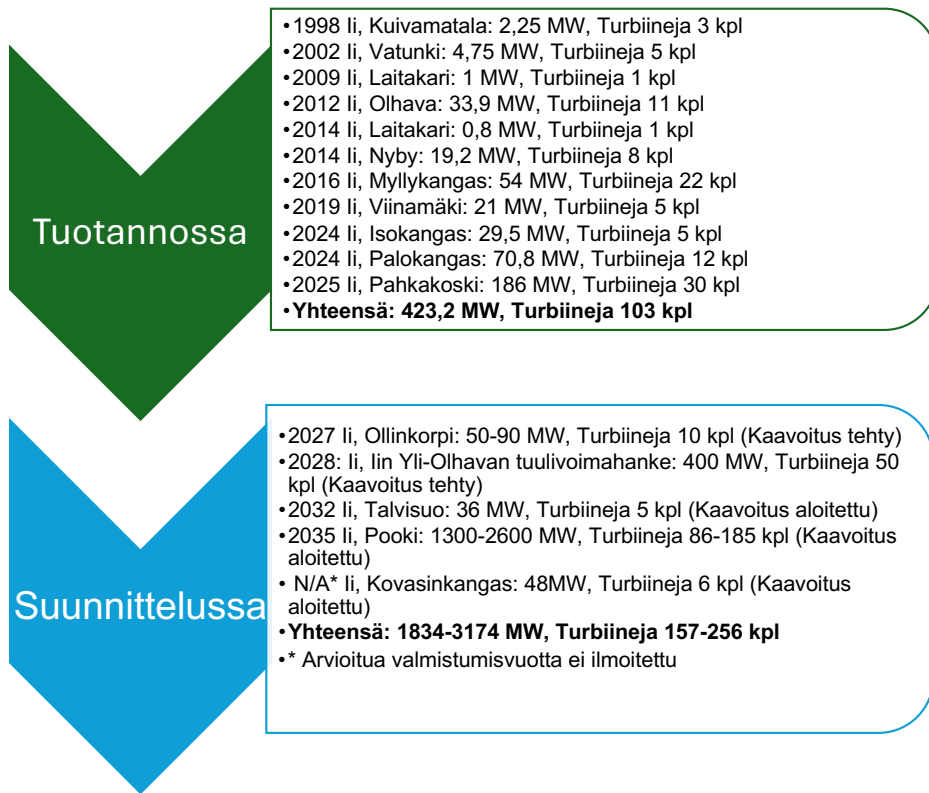 Tuotannossa
•1998 Ii, Kuivamatala: 2,25 MW, Turbiineja 3 kpl
•2002 Ii, Vatunki: 4,75 MW, Turbiineja 5 kpl
•2009 Ii, Laitakari: 1 MW, Turbiineja 1 kpl
•2012 Ii, Olhava: 33,9 MW, Turbiineja 11 kpl
•2014 Ii, Laitakari: 0,8 MW, Turbiineja 1 kpl
•2014 Ii, Nyby: 19,2 MW, Turbiineja 8 kpl
•2016 Ii, Myllykangas: 54 MW, Turbiineja 22 kpl
•2019 Ii, Viinamäki: 21 MW, Turbiineja 5 kpl
•2024 Ii, Isokangas: 29,5 MW, Turbiineja 5 kpl
•2024 Ii, Palokangas: 70,8 MW, Turbiineja 12 kpl
•2025 Ii, Pahkakoski: 186 MW, Turbiineja 30 kpl
•Yhteensä: 423,2 MW, Turbiineja 103 kpl
Suunnittelussa
•2027 Ii, Ollinkorpi: 50-90 MW, Turbiineja 10 kpl (Kaavoitus tehty)
•2028: Ii, Iin Yli-Olhavan tuulivoimahanke: 400 MW, Turbiineja 50
kpl (Kaavoitus tehty)
•2032 Ii, Talvisuo: 36 MW, Turbiineja 5 kpl (Kaavoitus aloitettu)
•2035 Ii, Pooki: 1300-2600 MW, Turbiineja 86-185 kpl (Kaavoitus
aloitettu)
• N/A* Ii, Kovasinkangas: 48MW, Turbiineja 6 kpl (Kaavoitus
aloitettu)
•Yhteensä: 1834-3174 MW, Turbiineja 157-256 kpl
•* Arvioitua valmistumisvuotta ei ilmoitettu